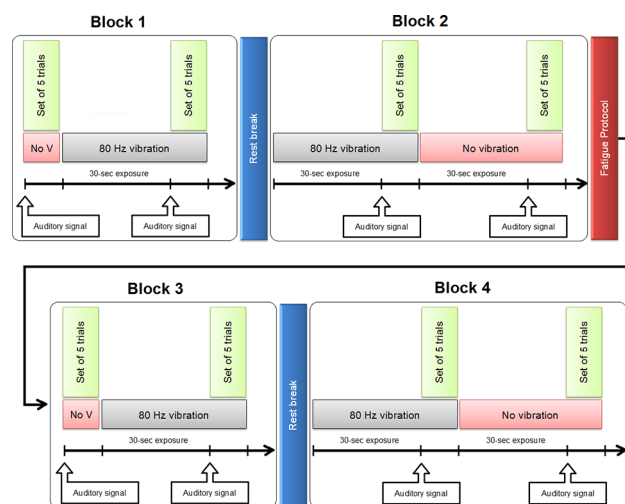 Block 1
Block 2
Set of 5 trials
Set of 5 trials
Set of 5 trials
Set of 5 trials
No V
80 Hz vibration
Rest break
80 Hz vibration
No vibration
Fatigue Protocol
30-sec exposure
30-sec exposure
30-sec exposure
Auditory signal
Auditory signal
Auditory signal
Auditory signal
Block 3
Block 4
Set of 5 trials
Set of 5 trials
Set of 5 trials
Set of 5 trials
No V
80 Hz vibration
Rest break
80 Hz vibration
No vibration
30-sec exposure
30-sec exposure
30-sec exposure
Auditory signal
Auditory signal
Auditory signal
Auditory signal